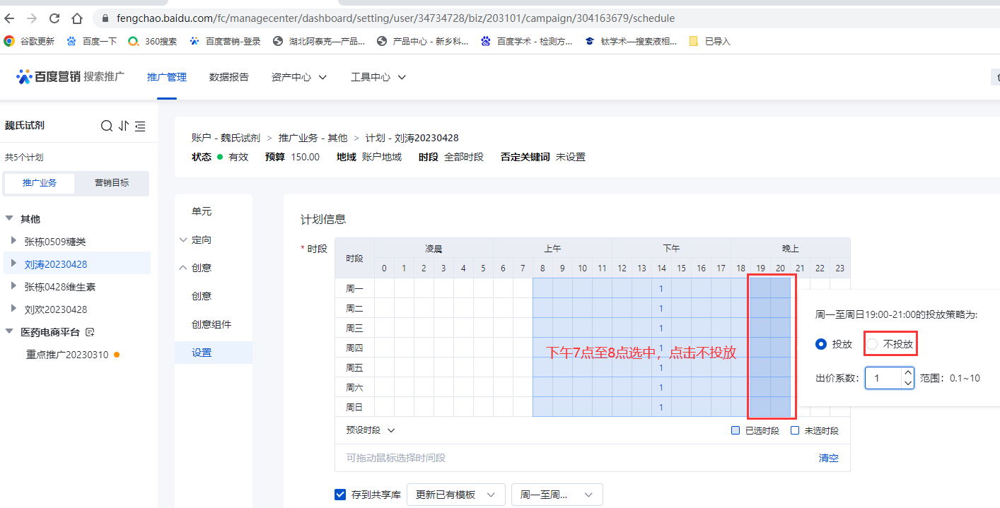 fengchao.baidu.com/fc/managecenter/dashboard/setting/user/34734728/biz/203101/campaign/304163679/schedule
谷歌更新 百度一下 360搜索 百度营销-登录 湖北阿泰克—产品... 产品中心 - 新乡科... 百度学术 - 检测方... 钛学术—搜索液相... 已导入
百度营销 搜索推广 推广管理 数据报告 资产中心 工具中心
魏氏试剂
共5个计划
推广业务 营销目标
其他
张栋0509糖类
刘涛20230428
张栋0428维生素
刘欢20230428
医药电商平台
重点推广20230310
账户 - 魏氏试剂 > 推广业务 - 其他 > 计划 - 刘涛20230428
状态 有效 预算 150.00 地域 账户地域 时段 全部时段 否定关键词 未设置
单元
定向
创意
创意
创意组件
设置
计划信息
* 时段
时段 凌晨 上午 下午 晚上
0 1 2 3 4 5 6 7 8 9 10 11 12 13 14 15 16 17 18 19 20 21 22 23
周一 1
周二 1
周三 1
周四 1
周五 1
周六 1
周日 1
下午7点至8点选中，点击不投放
周一至周日19:00-21:00的投放策略为:
投放 不投放
出价系数: 1 范围: 0.1~10
预设时段 已选时段 未选时段
可拖动鼠标选择时间段 清空
存到共享库 更新已有模板 周一至周...